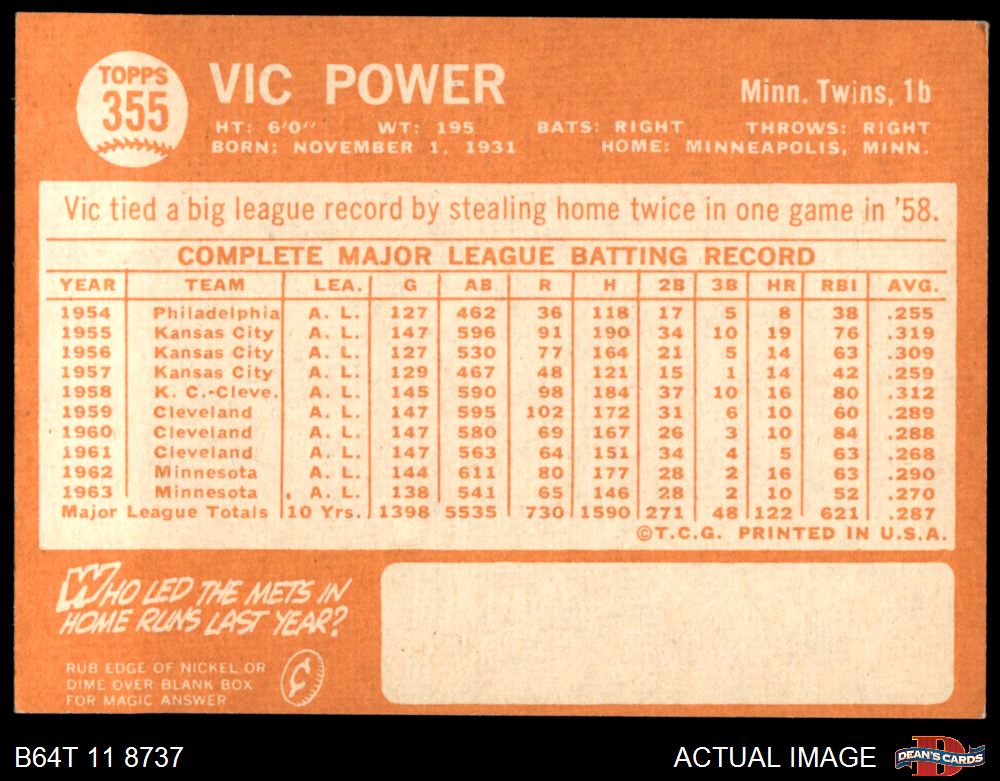 TOPPS
355
VIC POWER
Minn. Twins, 1b
HT: 6'0'' WT: 195 BATS: RIGHT THROWS: RIGHT
BORN: NOVEMBER 1, 1931 HOME: MINNEAPOLIS, MINN.
Vic tied a big league record by stealing home twice in one game in '58.
COMPLETE MAJOR LEAGUE BATTING RECORD
YEAR TEAM LEA. G AB R H 2B 3B HR RBI AVG.
1954 Philadelphia A. L. 127 462 36 118 17 5 8 38 .255
1955 Kansas City A. L. 147 596 91 190 34 10 19 76 .319
1956 Kansas City A. L. 127 530 77 164 21 5 14 63 .309
1957 Kansas City A. L. 129 467 48 121 15 1 14 42 .259
1958 K. C.-Cleve. A. L. 145 590 98 184 37 10 16 80 .312
1959 Cleveland A. L. 147 595 102 172 31 6 10 60 .289
1960 Cleveland A. L. 147 580 69 167 26 3 10 84 .288
1961 Cleveland A. L. 147 563 64 151 34 4 5 63 .268
1962 Minnesota A. L. 144 611 80 177 28 2 16 63 .290
1963 Minnesota A. L. 138 541 65 146 28 2 10 52 .270
Major League Totals 10 Yrs. 1398 5535 730 1590 271 48 122 621 .287
©T.C.G. PRINTED IN U.S.A.
WHO LED THE METS IN
HOME RUNS LAST YEAR?
RUB EDGE OF NICKEL OR
DIME OVER BLANK BOX
FOR MAGIC ANSWER
¢
B64T 11 8737
ACTUAL IMAGE
DEAN'S CARDS